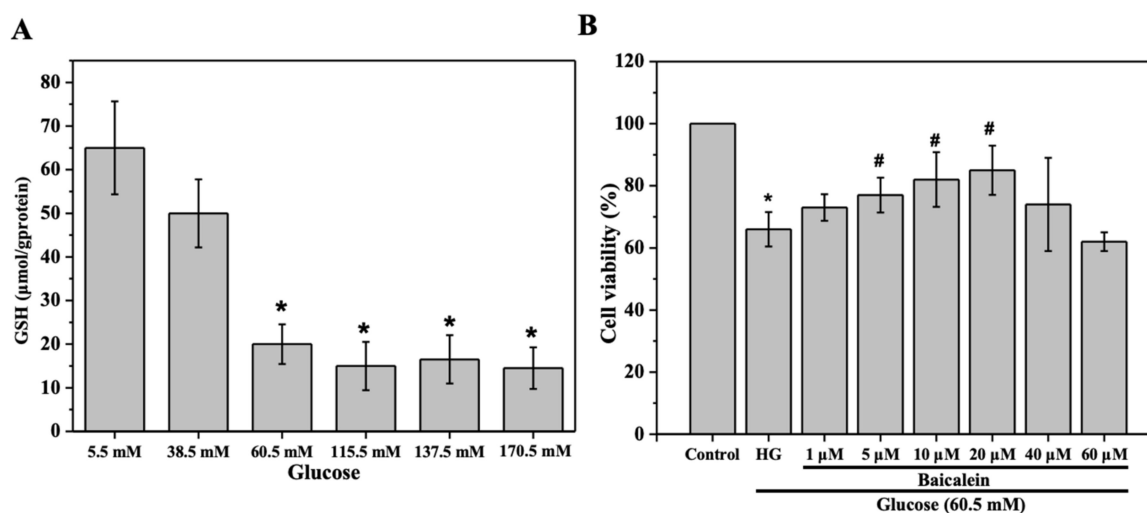 A
GSH (μmol/gprotein)
80
70
60
50
40
30
20
10
0
*
*
*
*
5.5 mM 38.5 mM 60.5 mM 115.5 mM 137.5 mM 170.5 mM
Glucose
B
Cell viability (%)
120
100
80
60
40
20
0
*
#
#
#
Control HG 1 μM 5 μM 10 μM 20 μM 40 μM 60 μM
Baicalein
Glucose (60.5 mM)